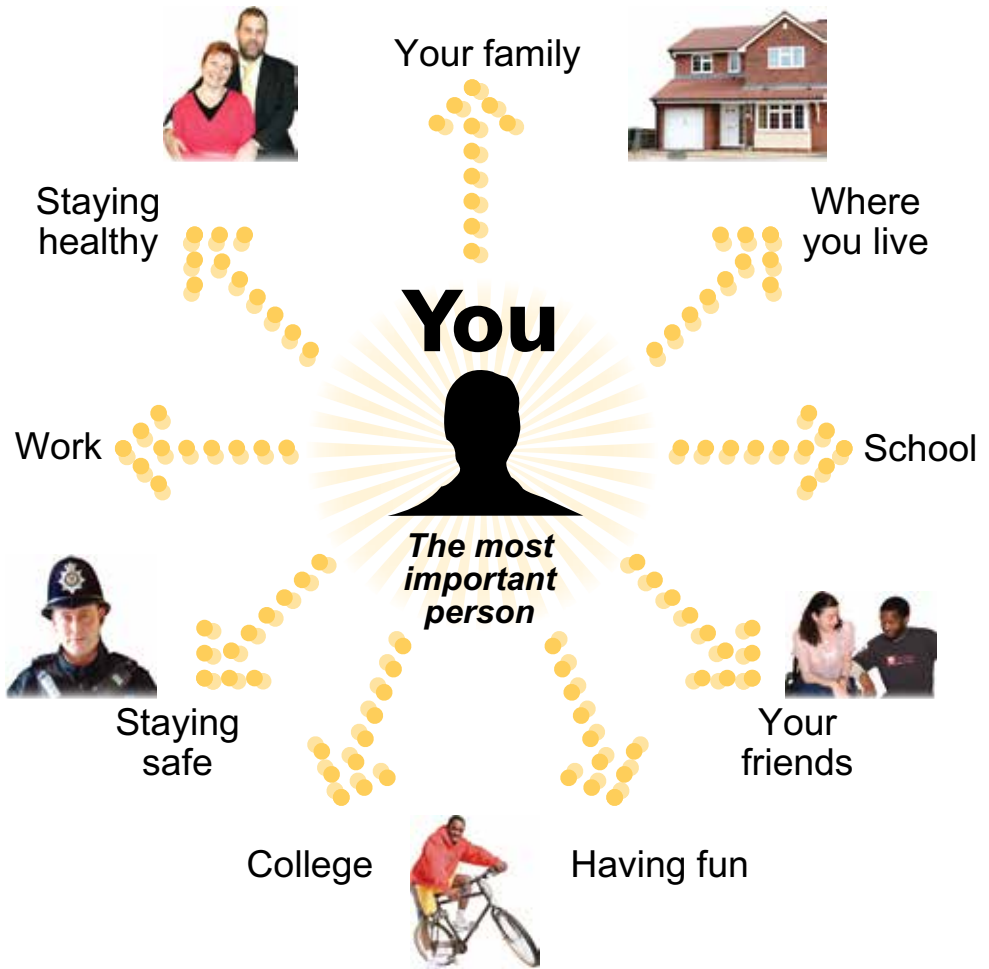 Your family
Staying
healthy
Where
you live
You
Work
School
The most
important
person
Staying
safe
Your
friends
College
Having fun